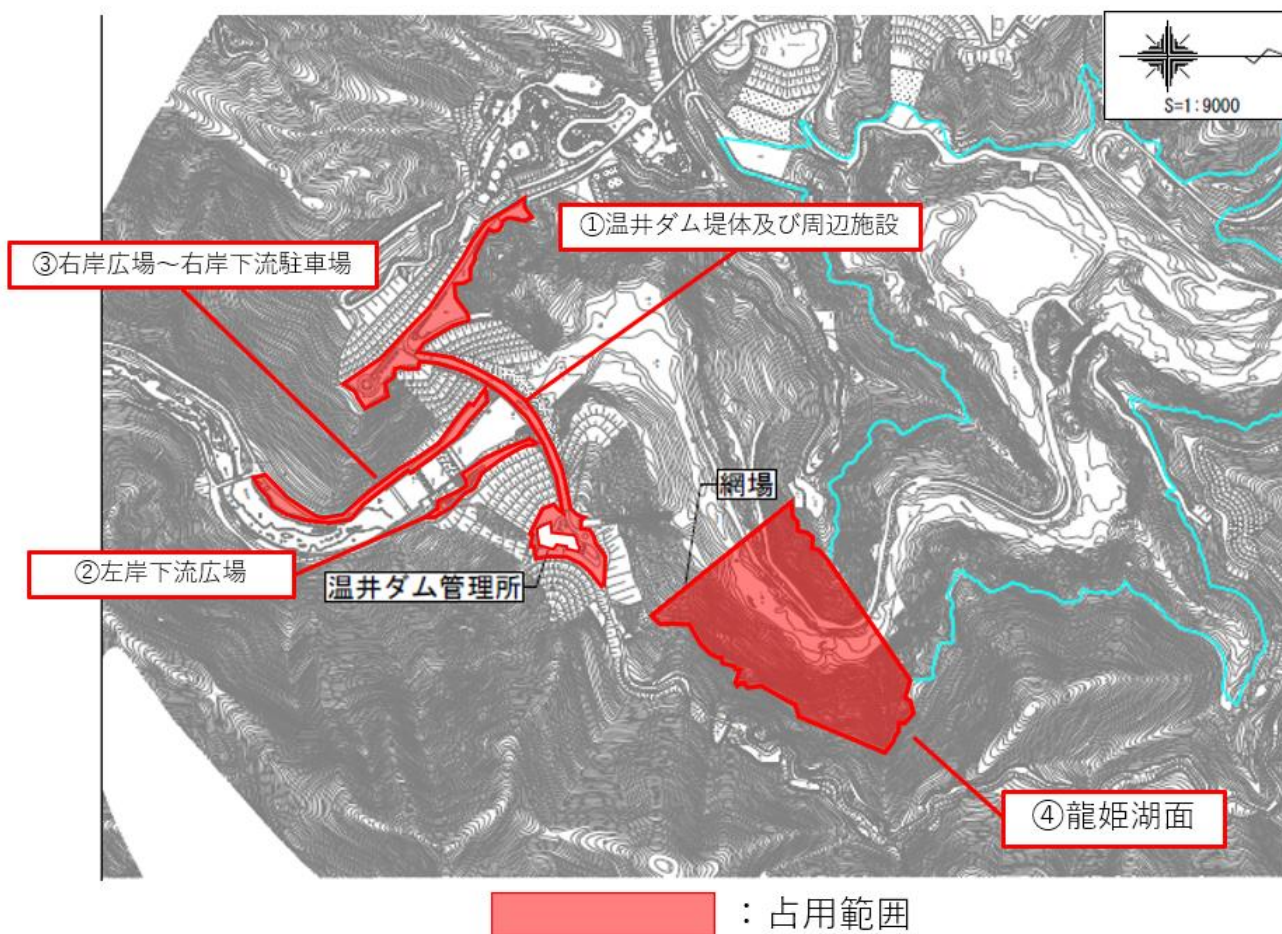 S=1:9000
①温井ダム堤体及び周辺施設
③右岸広場～右岸下流駐車場
網場
②左岸下流広場
温井ダム管理所
④龍姫湖面
：占用範囲